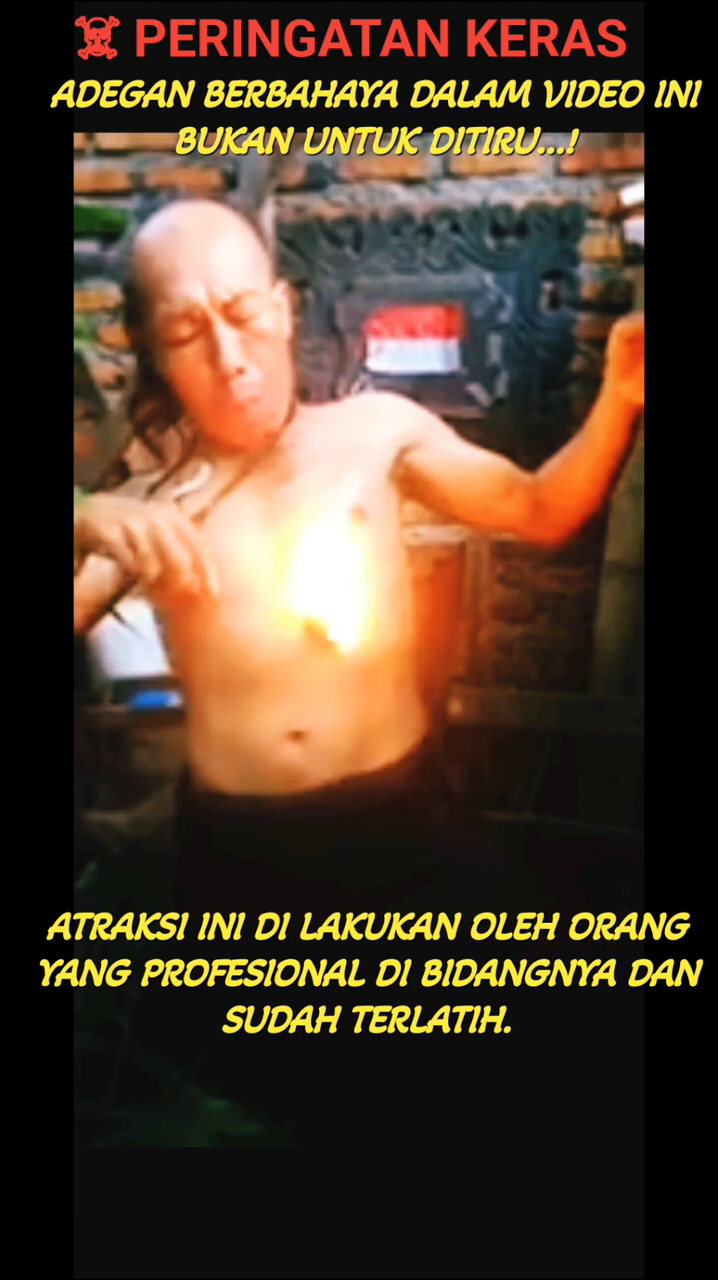 ☠️ PERINGATAN KERAS
ADEGAN BERBAHAYA DALAM VIDEO INI
BUKAN UNTUK DITIRU...!
ATRAKSI INI DI LAKUKAN OLEH ORANG
YANG PROFESIONAL DI BIDANGNYA DAN
SUDAH TERLATIH.